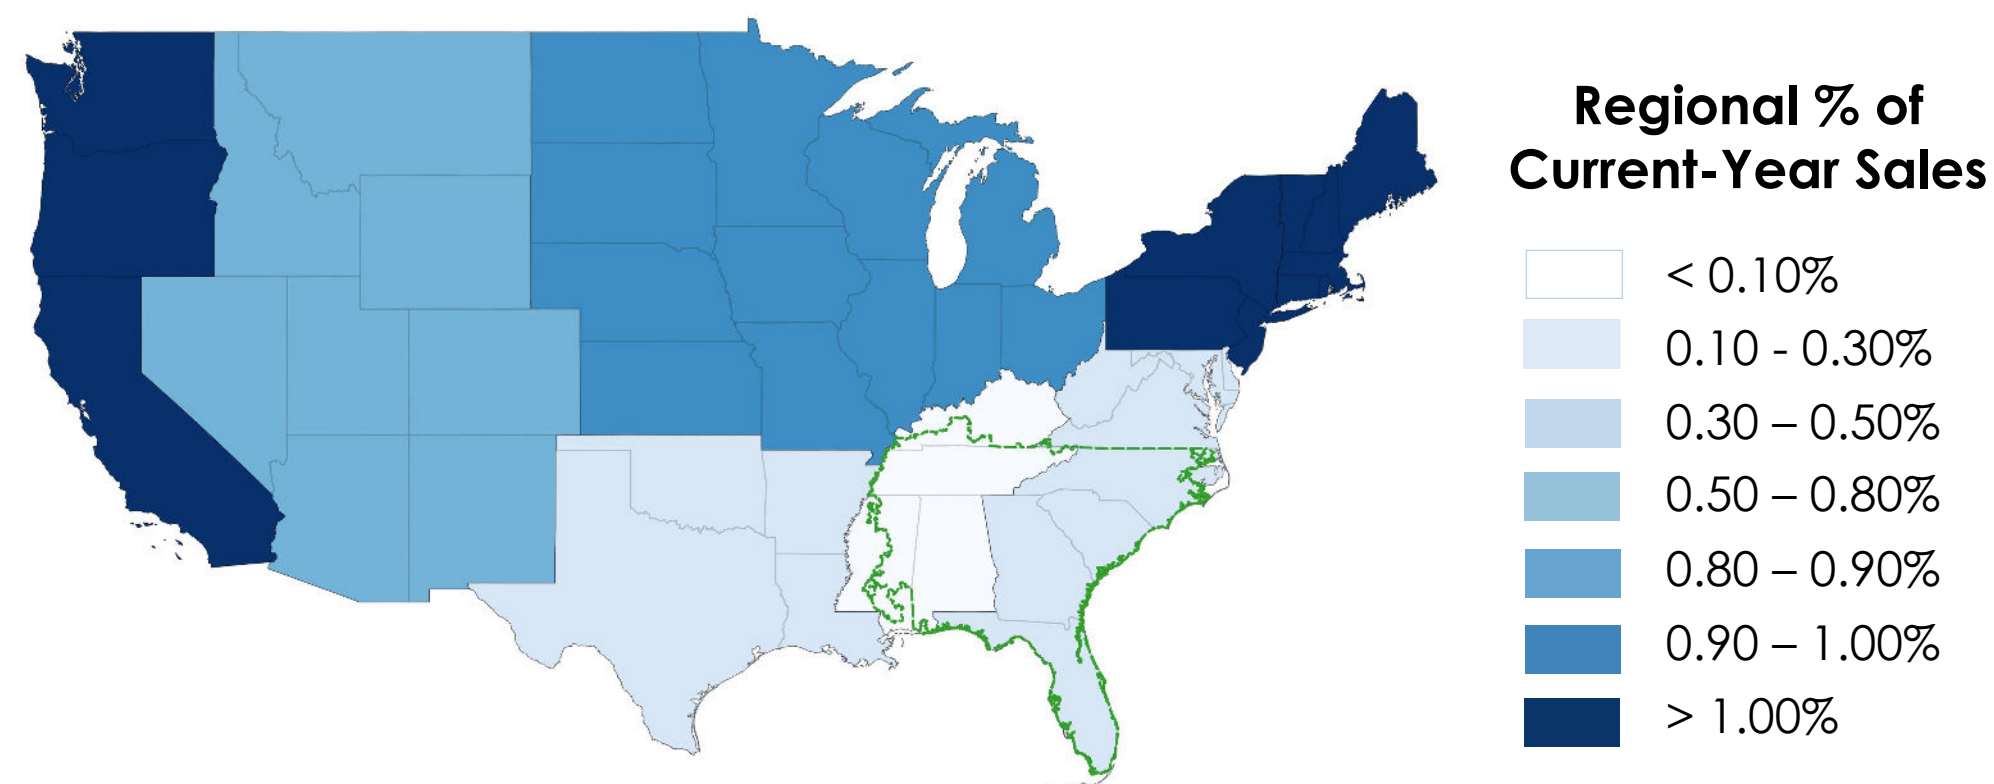 Regional % of
Current-Year Sales
< 0.10%
0.10 - 0.30%
0.30 – 0.50%
0.50 – 0.80%
0.80 – 0.90%
0.90 – 1.00%
> 1.00%